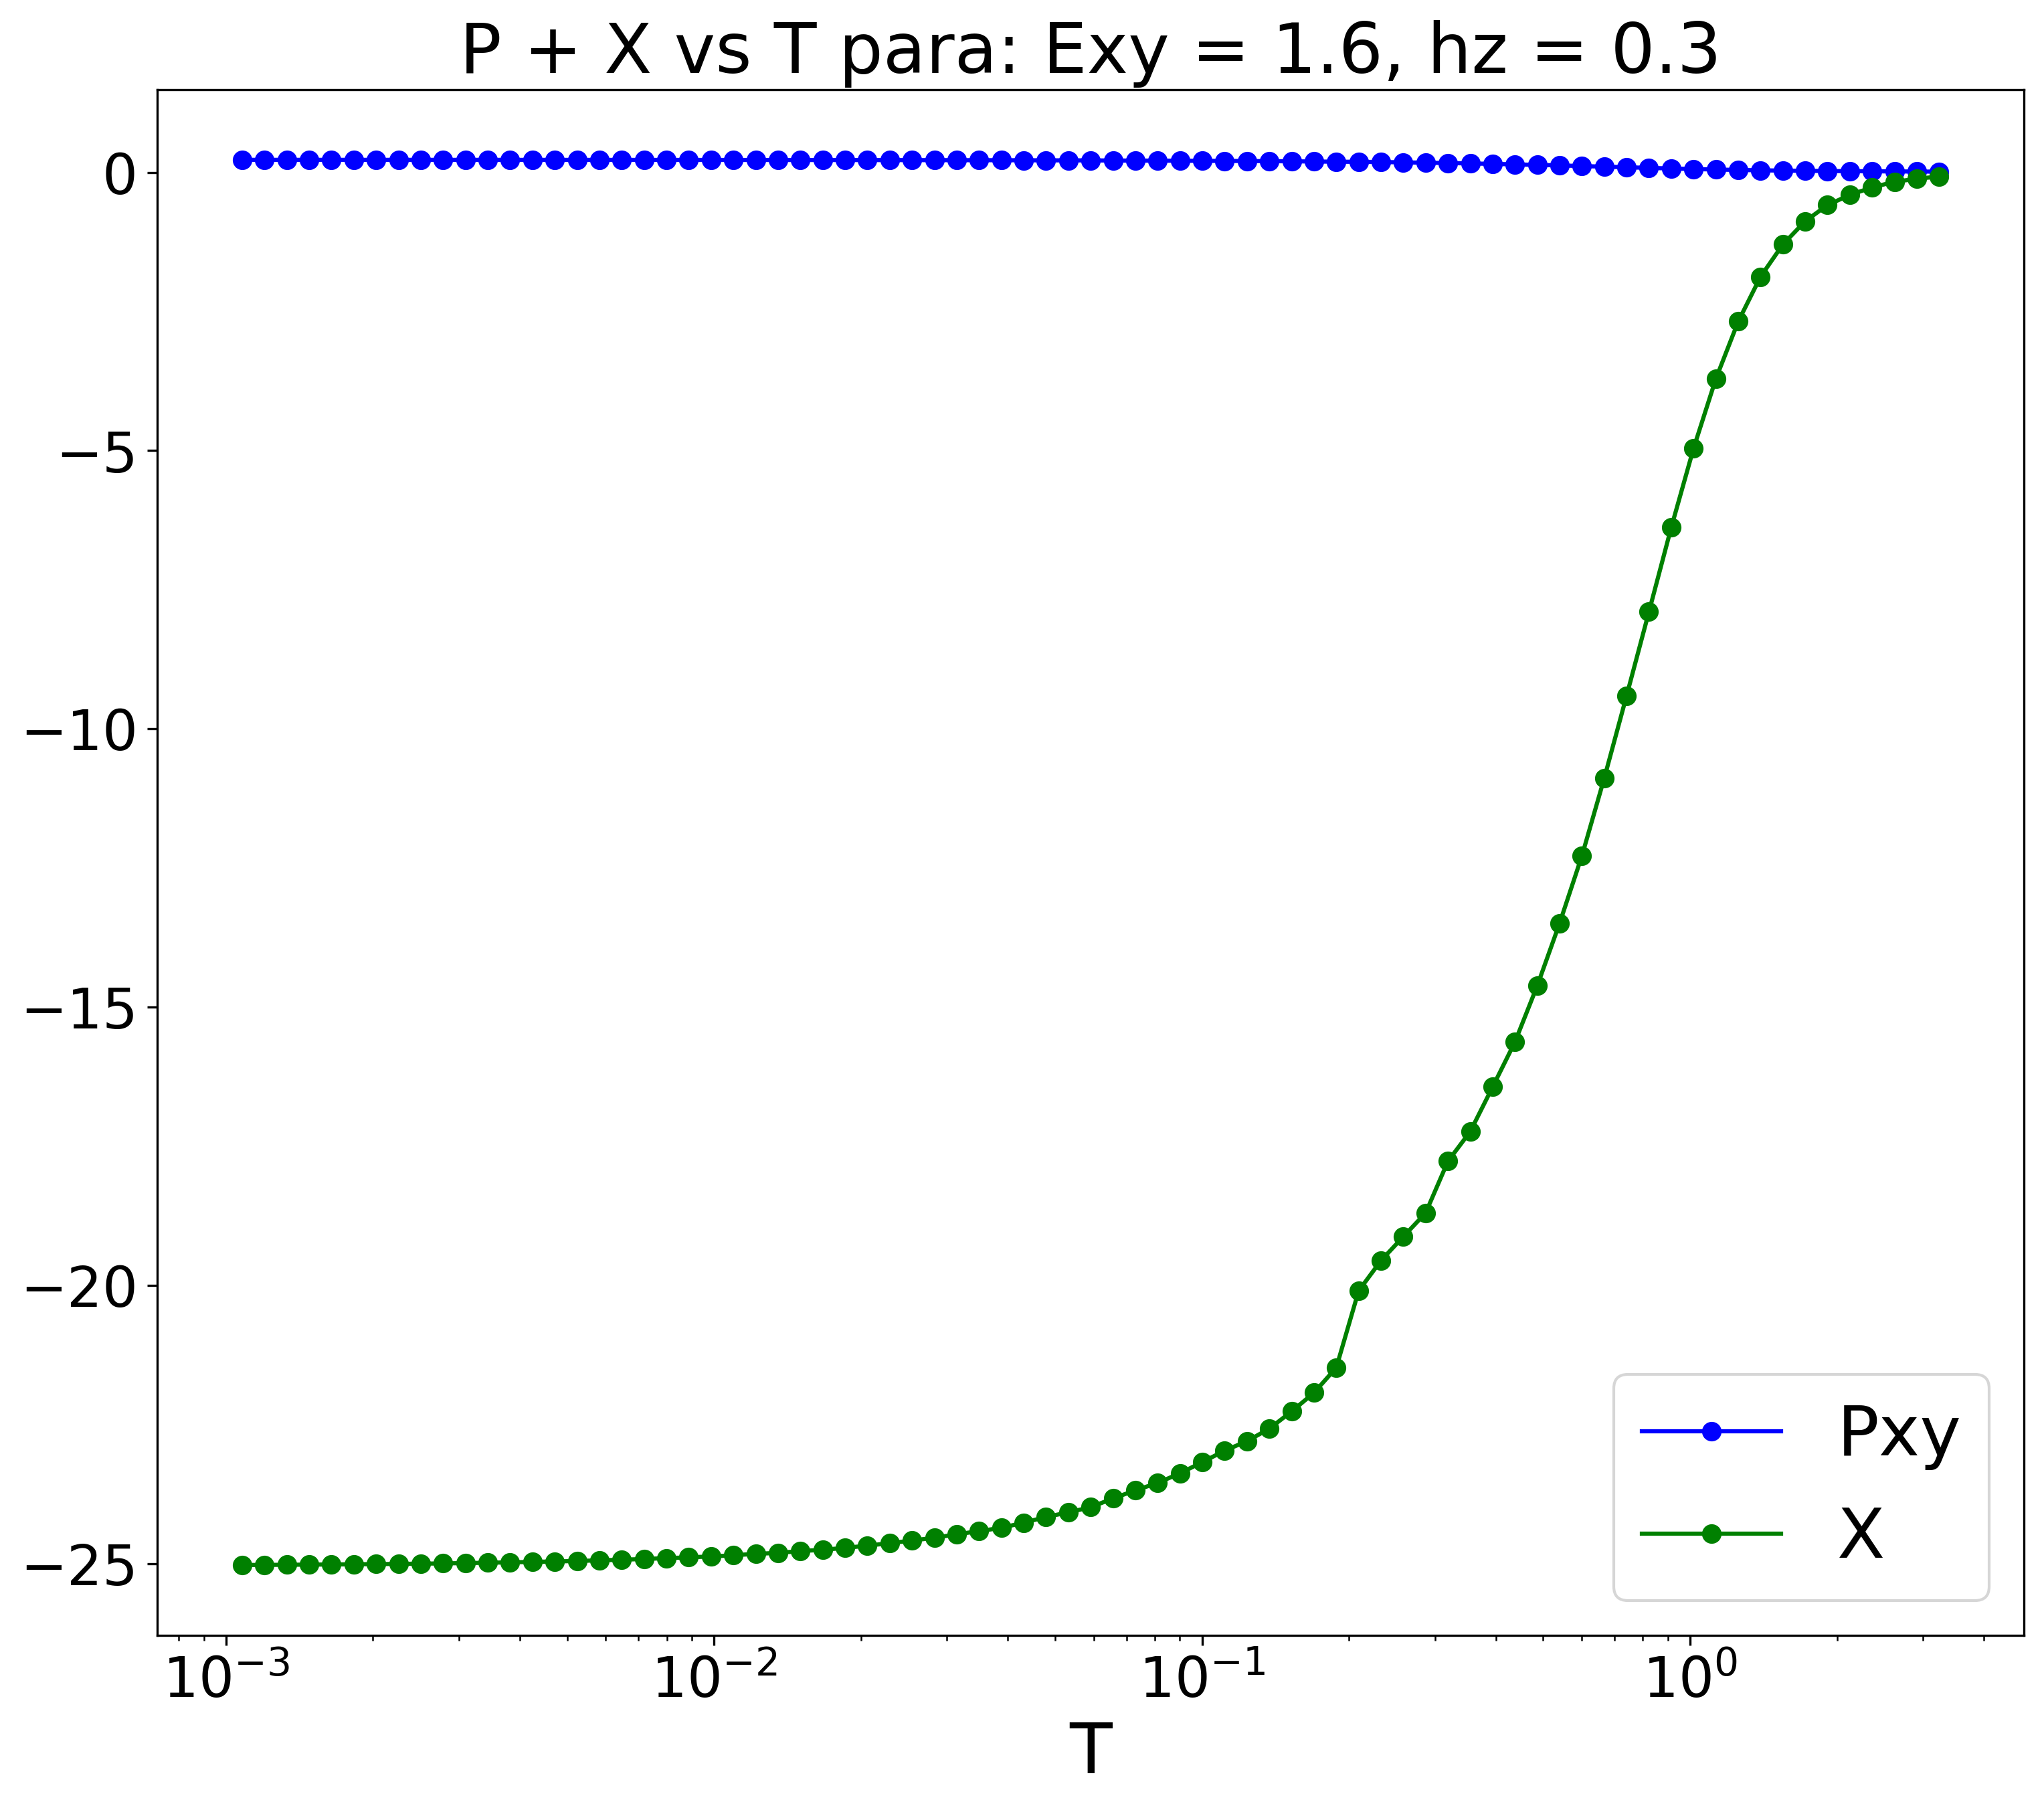 P + X vs T para: Exy = 1.6, hz = 0.3
0
−5
−10
−15
−20
−25
10⁻³ 10⁻² 10⁻¹ 10⁰
T
Pxy
X